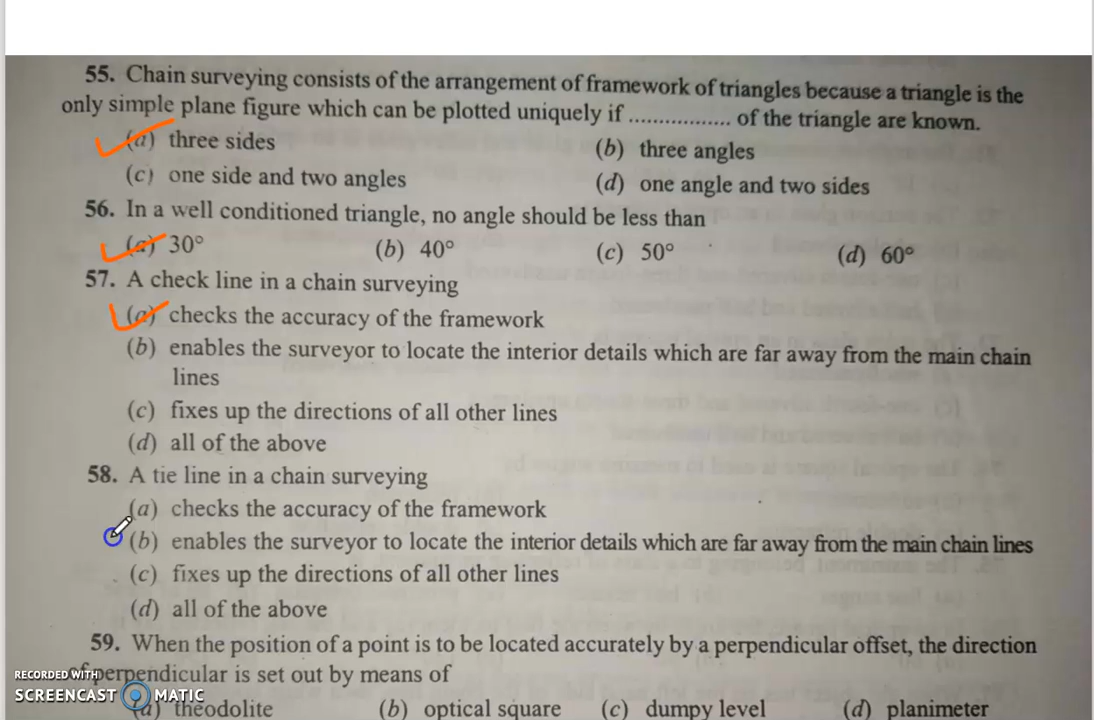 55. Chain surveying consists of the arrangement of framework of triangles because a triangle is the
only simple plane figure which can be plotted uniquely if ................. of the triangle are known.
(a) three sides (b) three angles
(c) one side and two angles (d) one angle and two sides
56. In a well conditioned triangle, no angle should be less than
(a) 30° (b) 40° (c) 50° (d) 60°
57. A check line in a chain surveying
(a) checks the accuracy of the framework
(b) enables the surveyor to locate the interior details which are far away from the main chain
lines
(c) fixes up the directions of all other lines
(d) all of the above
58. A tie line in a chain surveying
(a) checks the accuracy of the framework
(b) enables the surveyor to locate the interior details which are far away from the main chain lines
(c) fixes up the directions of all other lines
(d) all of the above
59. When the position of a point is to be located accurately by a perpendicular offset, the direction
of perpendicular is set out by means of
(a) theodolite (b) optical square (c) dumpy level (d) planimeter
RECORDED WITH
SCREENCAST MATIC